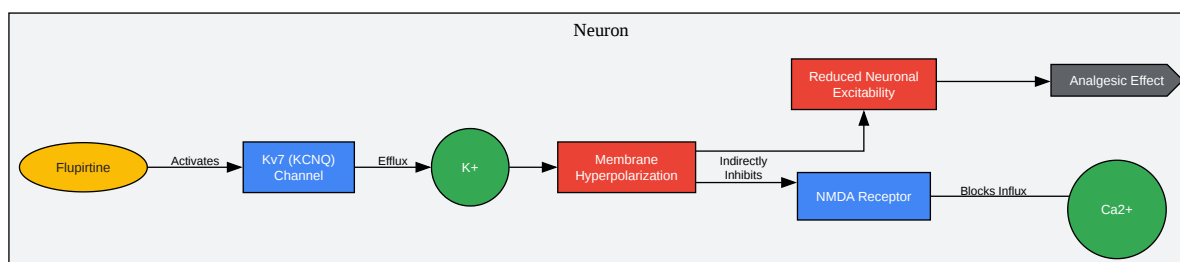 Neuron
Flupirtine
Activates
Kv7 (KCNQ)
Channel
Efflux
K+
Membrane
Hyperpolarization
Reduced Neuronal
Excitability
Analgesic Effect
Indirectly
Inhibits
NMDA Receptor
Blocks Influx
Ca2+